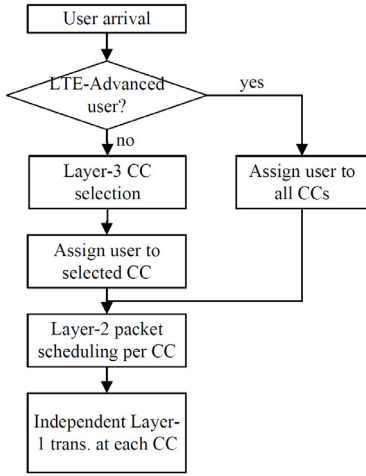 User arrival
LTE-Advanced
user?
yes
no
Layer-3 CC
selection
Assign user to
all CCs
Assign user to
selected CC
Layer-2 packet
scheduling per CC
Independent Layer-
1 trans. at each CC